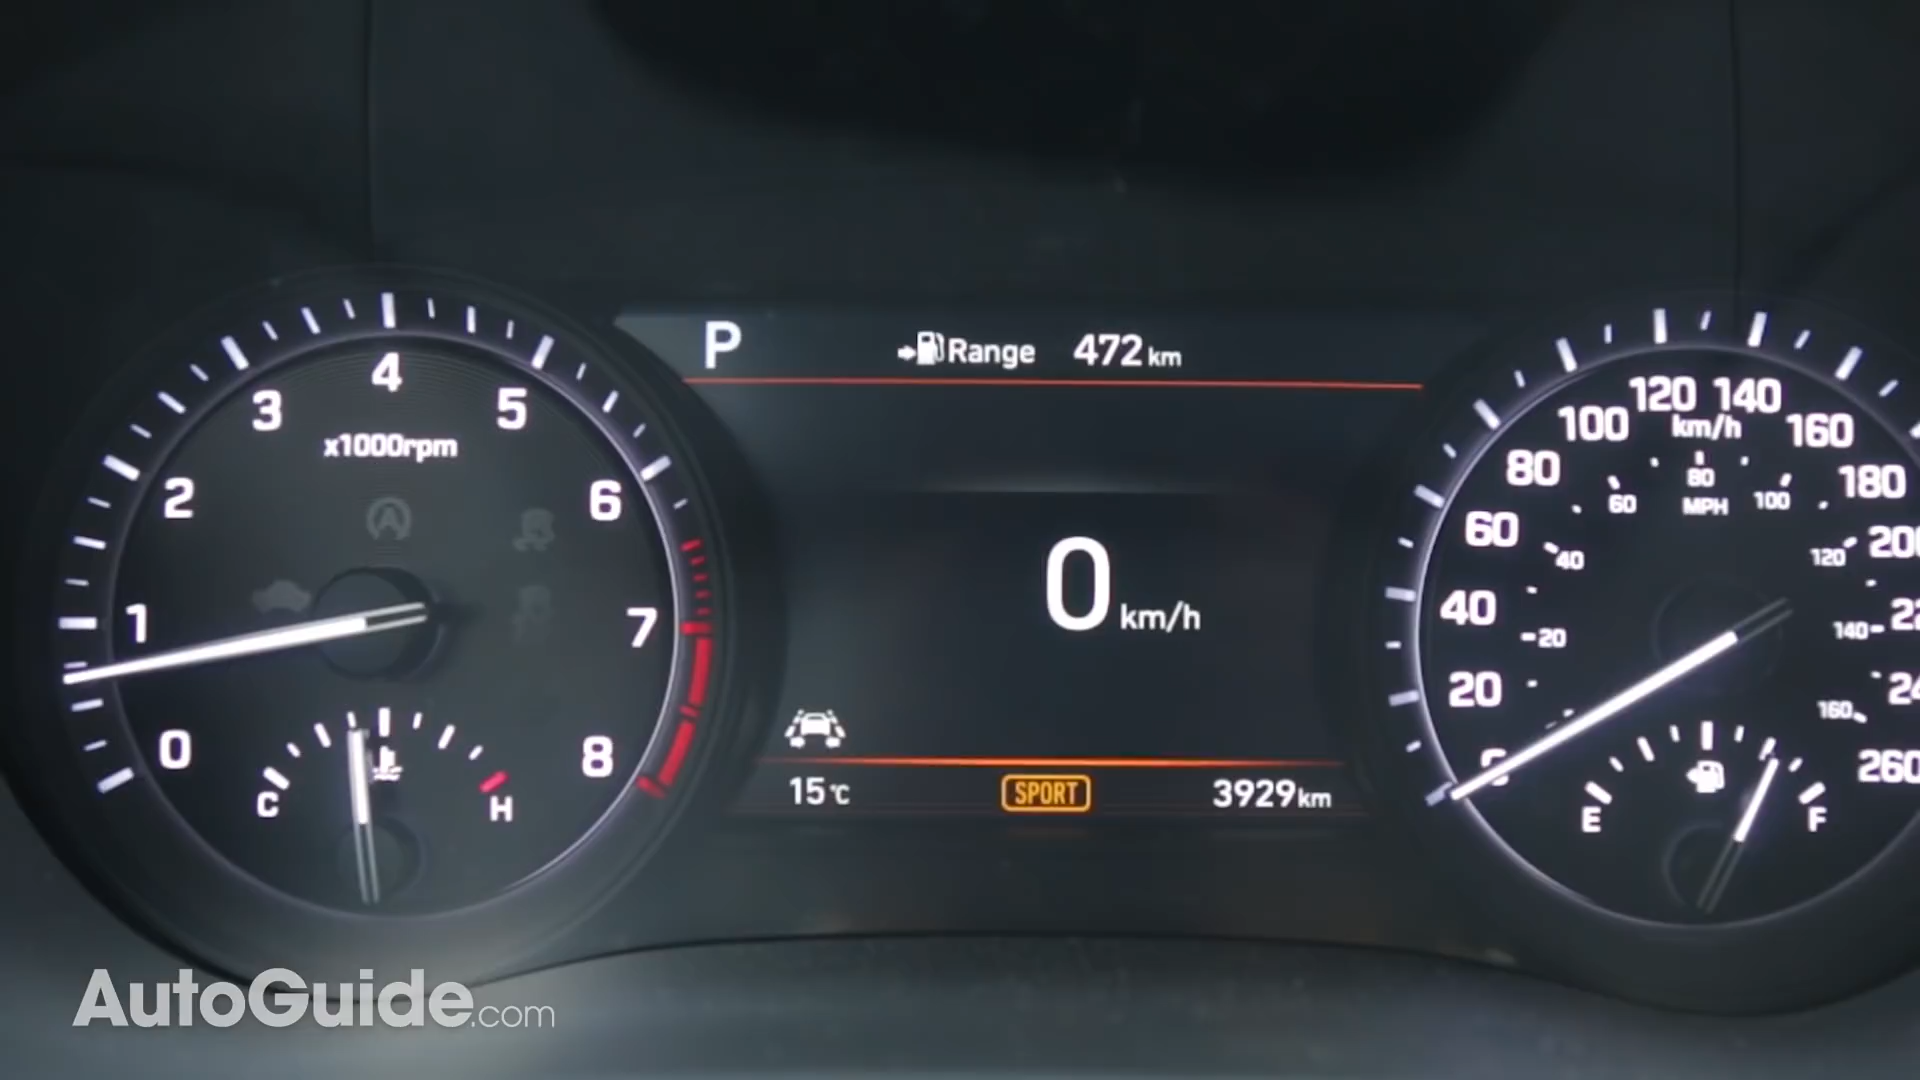 P
Range 472 km
0 1 2 3 4 5 6 7 8
x1000rpm
C H
0 km/h
15 °C
SPORT
3929 km
20 40 60 80 100 120 140 160 180 260
km/h
20 40 60 80 100 120 140 160
MPH
E F
AutoGuide.com